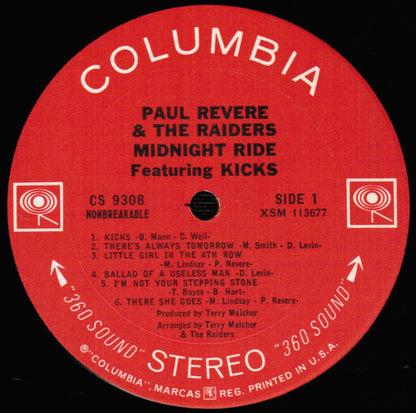 COLUMBIA
PAUL REVERE
& THE RAIDERS
MIDNIGHT RIDE
Featuring KICKS
CS 9308
NONBREAKABLE
SIDE 1
XSM 113677
1. KICKS -B. Mann - C. Weil-
2. THERE'S ALWAYS TOMORROW -M. Smith - D. Levin-
3. LITTLE GIRL IN THE 4TH ROW
-M. Lindsay - P. Revere-
4. BALLAD OF A USELESS MAN -D. Levin-
5. I'M NOT YOUR STEPPING STONE
-T. Boyce - B. Hart-
6. THERE SHE GOES -M. Lindsay - P. Revere-
Produced by Terry Melcher
Arranged by Terry Melcher
& The Raiders
"360 SOUND" STEREO "360 SOUND"
Ⓡ "COLUMBIA", MARCAS REG. PRINTED IN U.S.A.